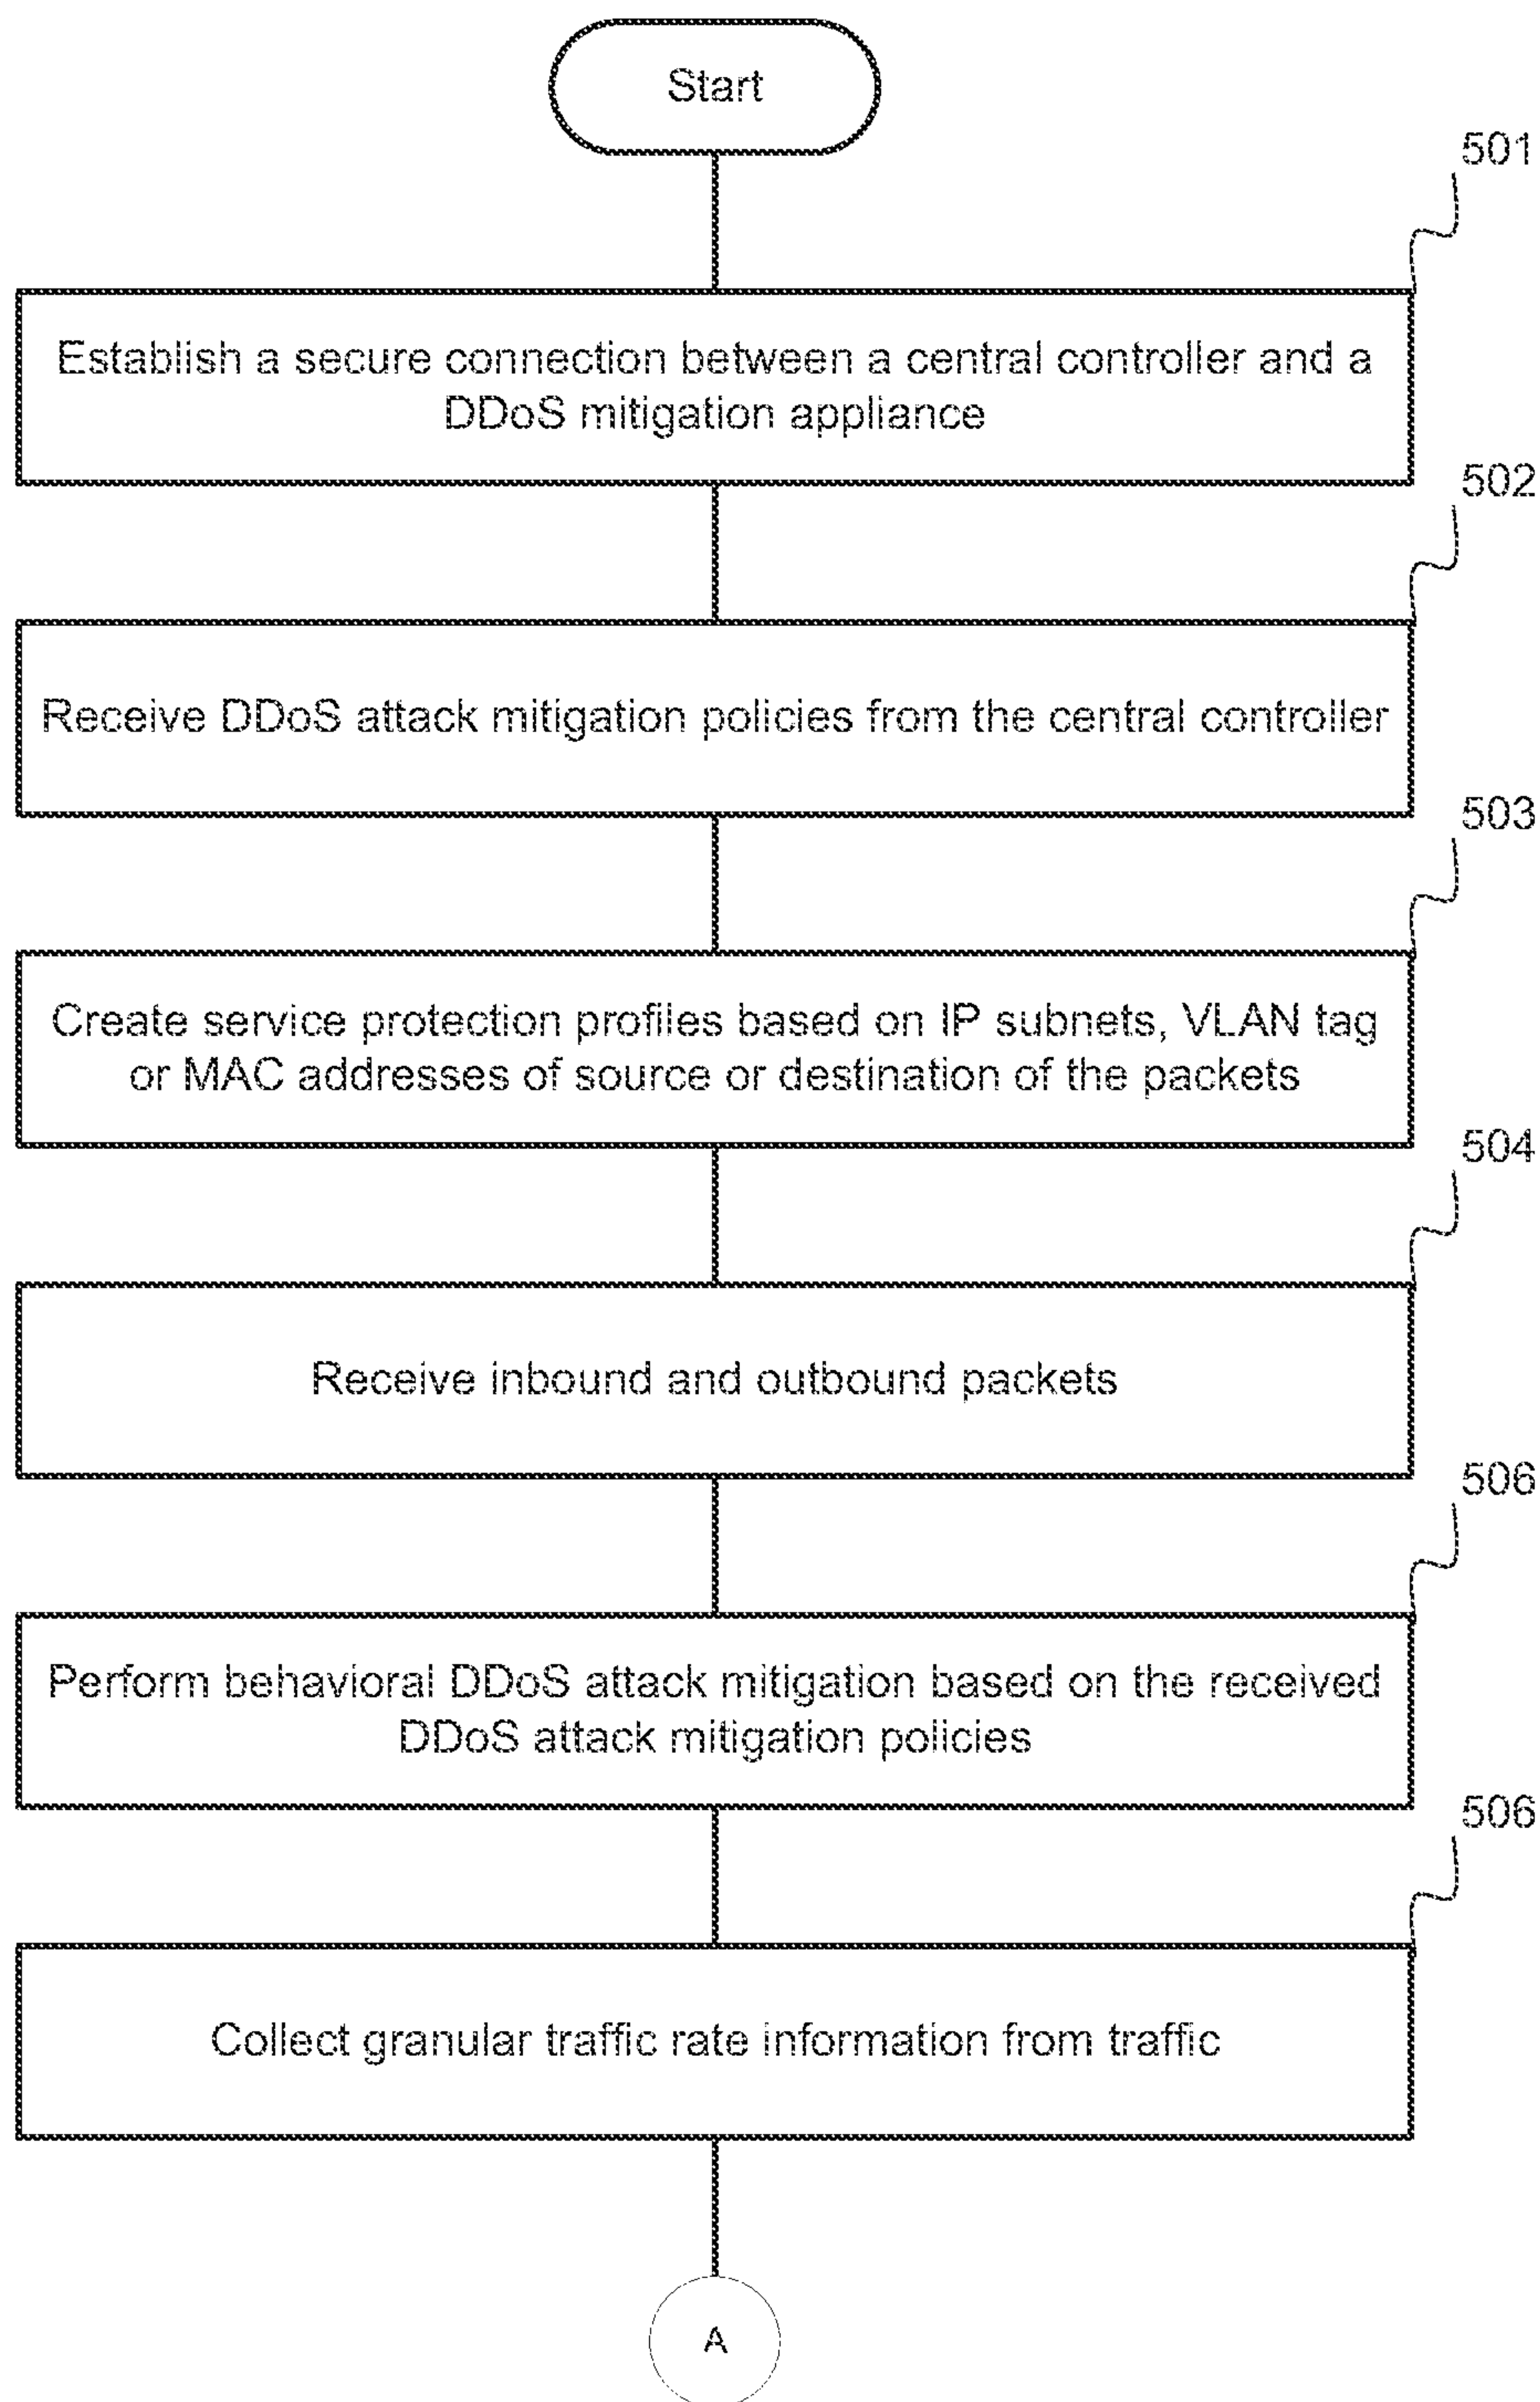 Start
501
Establish a secure connection between a central controller and a
DDoS mitigation appliance
502
Receive DDoS attack mitigation policies from the central controller
503
Create service protection profiles based on IP subnets, VLAN tag
or MAC addresses of source or destination of the packets
504
Receive inbound and outbound packets
506
Perform behavioral DDoS attack mitigation based on the received
DDoS attack mitigation policies
506
Collect granular traffic rate information from traffic
A